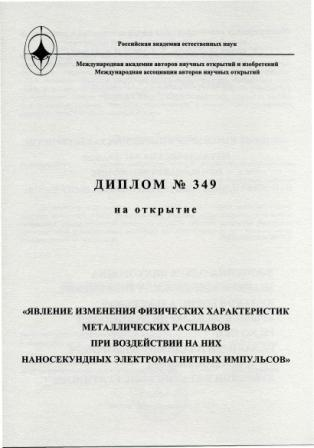 Российская академия естественных наук
Международная академия авторов научных открытий и изобретений
Международная ассоциация авторов научных открытий
ДИПЛОМ № 349
на открытие
«ЯВЛЕНИЕ ИЗМЕНЕНИЯ ФИЗИЧЕСКИХ ХАРАКТЕРИСТИК
МЕТАЛЛИЧЕСКИХ РАСПЛАВОВ
ПРИ ВОЗДЕЙСТВИИ НА НИХ
НАНОСЕКУНДНЫХ ЭЛЕКТРОМАГНИТНЫХ ИМПУЛЬСОВ»